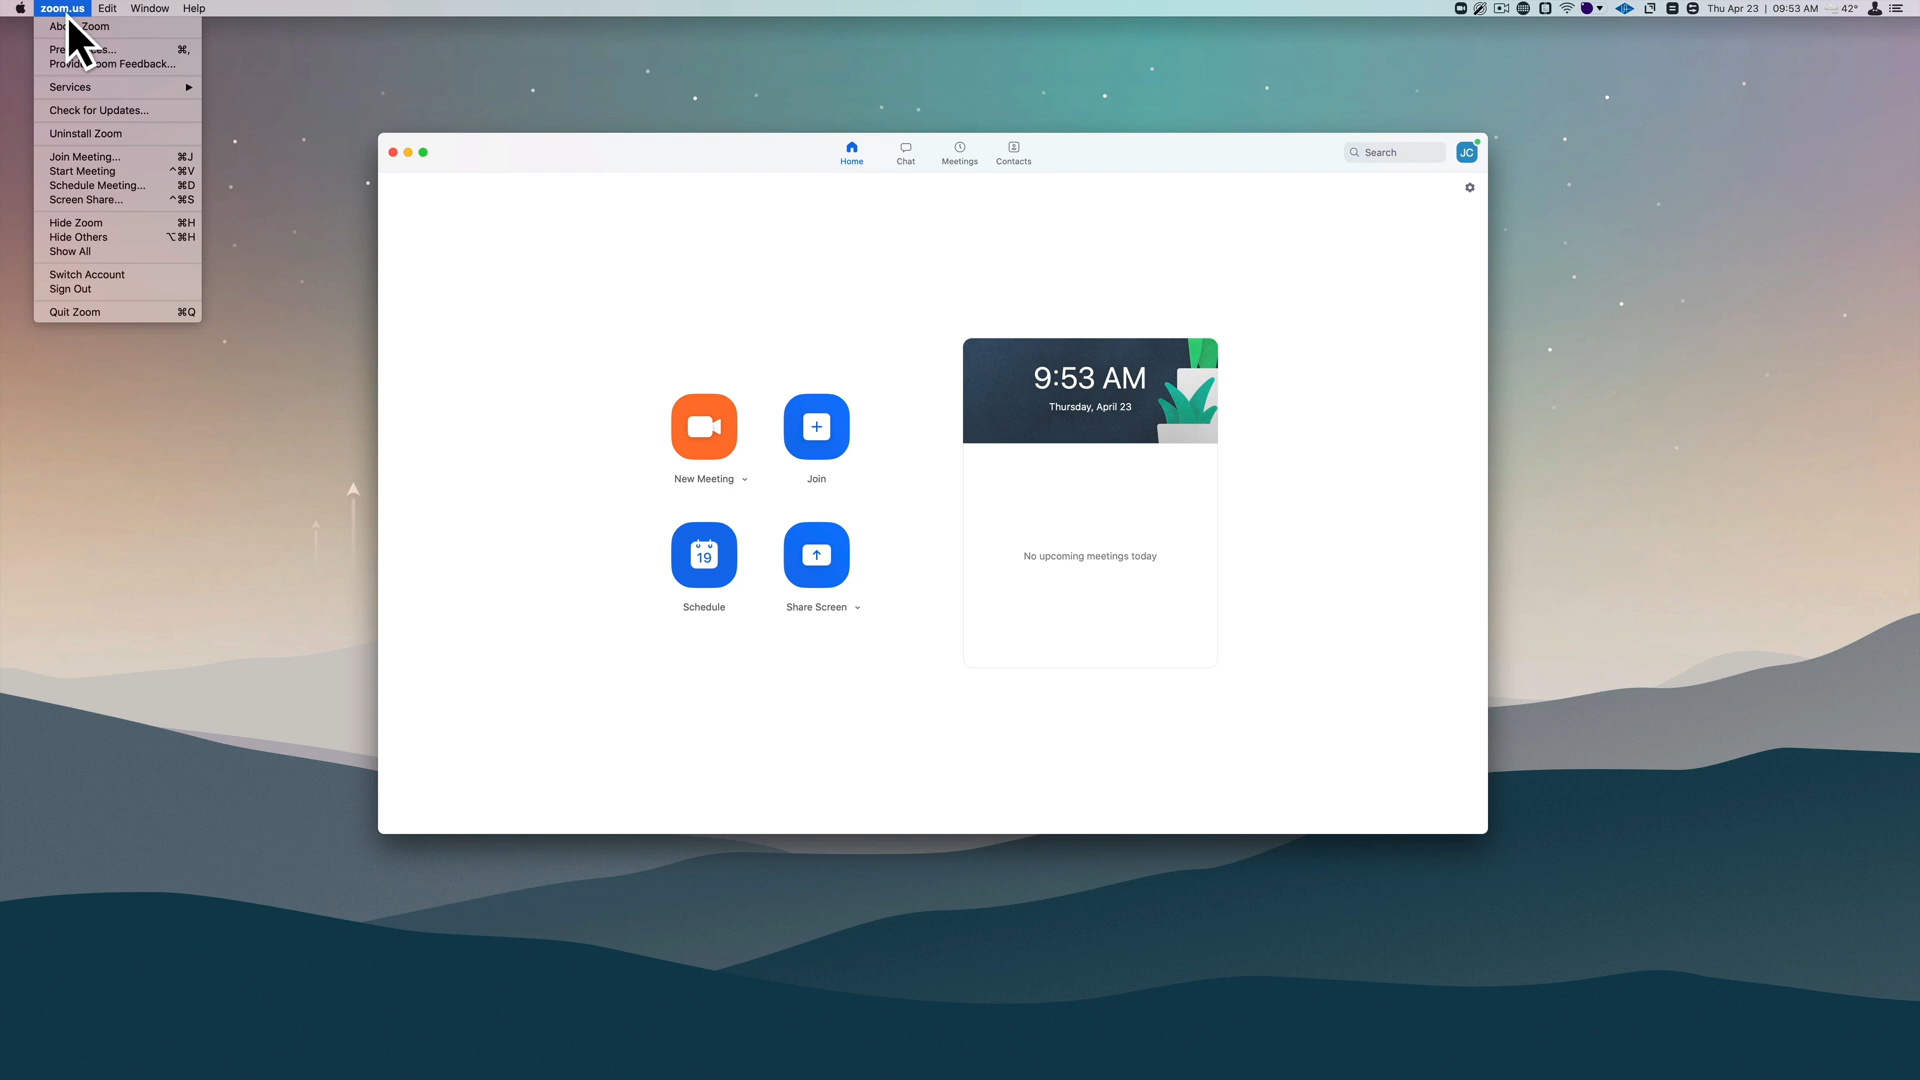 zoom.us Edit Window Help
Thu Apr 23 | 09:53 AM 42°
Zoom
⌘,
oom Feedback...
Services
Check for Updates...
Uninstall Zoom
Join Meeting... ⌘J
Start Meeting ^⌘V
Schedule Meeting... ⌘D
Screen Share... ^⌘S
Hide Zoom ⌘H
Hide Others ⌥⌘H
Show All
Switch Account
Sign Out
Quit Zoom ⌘Q
Home Chat Meetings Contacts
Search JC
9:53 AM
Thursday, April 23
No upcoming meetings today
New Meeting Join
19
Schedule Share Screen